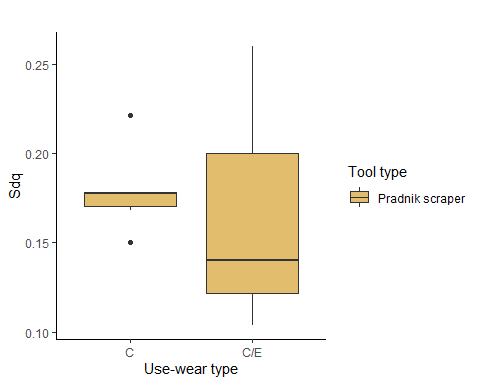 0.25
0.20
0.15
0.10
Sdq
C
C/E
Use-wear type
Tool type
Pradnik scraper